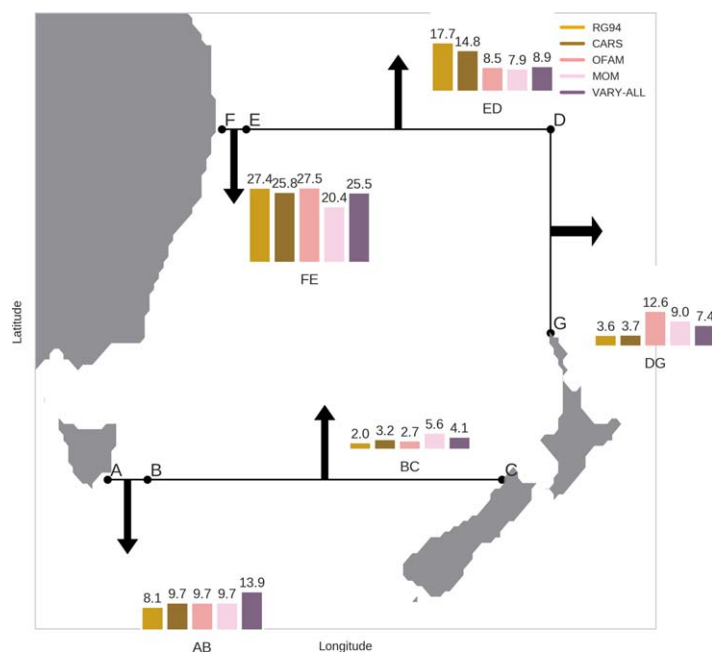 17.7 14.8 8.5 7.9 8.9
ED
RG94
CARS
OFAM
MOM
VARY-ALL
F E D
27.4 25.8 27.5 20.4 25.5
FE
Latitude
G
3.6 3.7 12.6 9.0 7.4
DG
2.0 3.2 2.7 5.6 4.1
BC
A B C
8.1 9.7 9.7 9.7 13.9
AB
Longitude